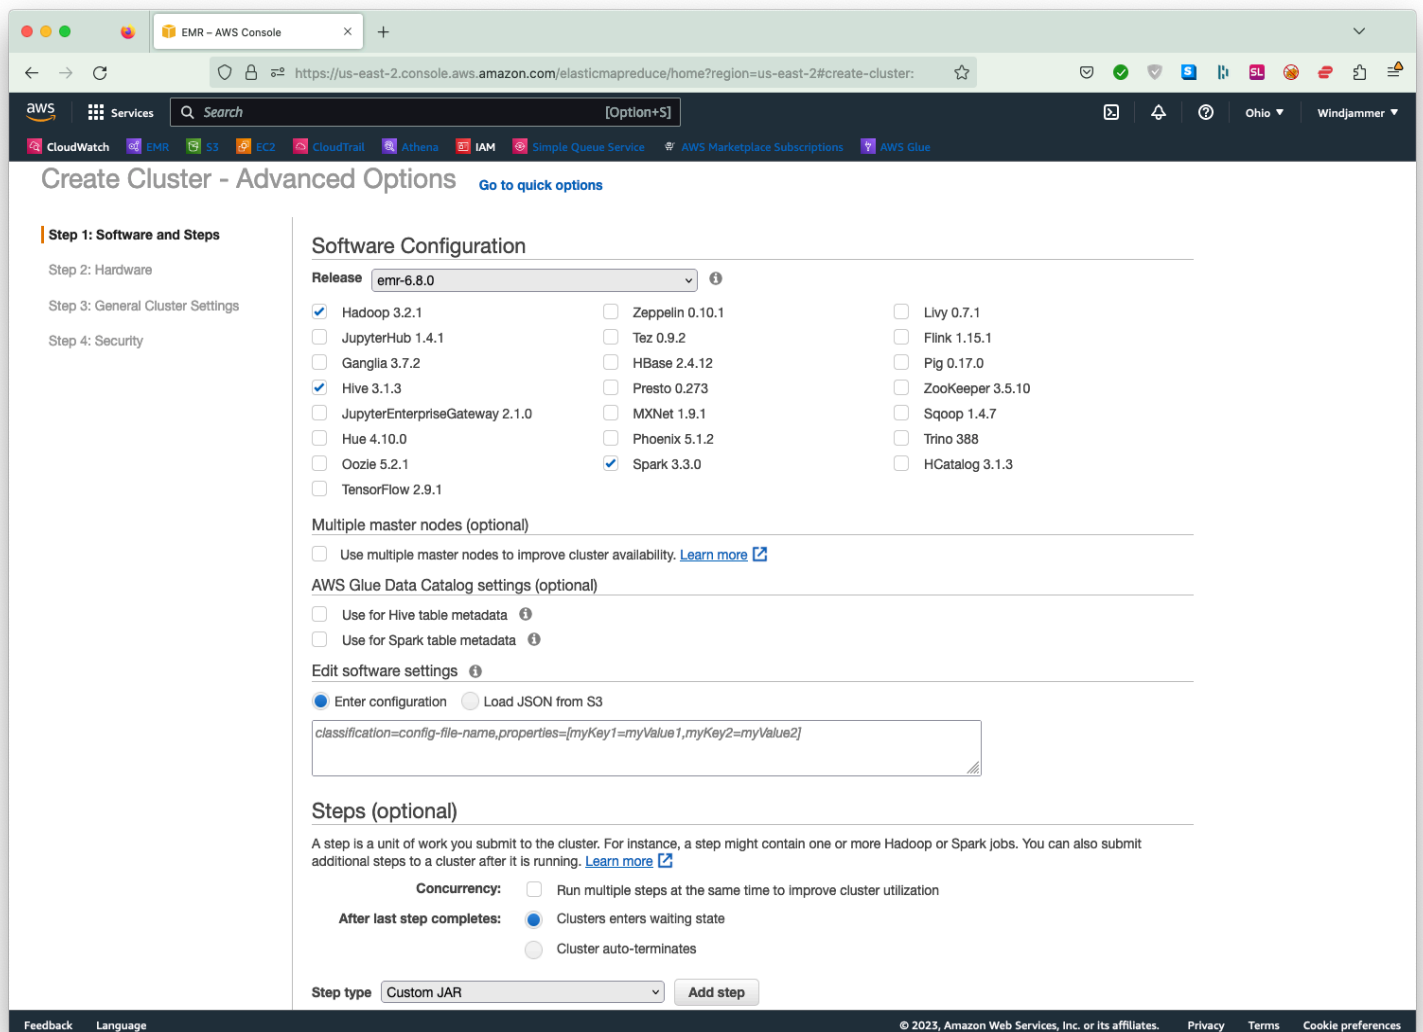 EMR – AWS Console
https://us-east-2.console.aws.amazon.com/elasticmapreduce/home?region=us-east-2#create-cluster:
S SL
aws Services Search [Option+S] Ohio Windjammer
CloudWatch EMR S3 EC2 CloudTrail Athena IAM Simple Queue Service AWS Marketplace Subscriptions AWS Glue
Create Cluster - Advanced Options Go to quick options
Step 1: Software and Steps
Step 2: Hardware
Step 3: General Cluster Settings
Step 4: Security
Software Configuration
Release emr-6.8.0
Hadoop 3.2.1 Zeppelin 0.10.1 Livy 0.7.1
JupyterHub 1.4.1 Tez 0.9.2 Flink 1.15.1
Ganglia 3.7.2 HBase 2.4.12 Pig 0.17.0
Hive 3.1.3 Presto 0.273 ZooKeeper 3.5.10
JupyterEnterpriseGateway 2.1.0 MXNet 1.9.1 Sqoop 1.4.7
Hue 4.10.0 Phoenix 5.1.2 Trino 388
Oozie 5.2.1 Spark 3.3.0 HCatalog 3.1.3
TensorFlow 2.9.1
Multiple master nodes (optional)
Use multiple master nodes to improve cluster availability. Learn more
AWS Glue Data Catalog settings (optional)
Use for Hive table metadata
Use for Spark table metadata
Edit software settings
Enter configuration Load JSON from S3
classification=config-file-name,properties=[myKey1=myValue1,myKey2=myValue2]
Steps (optional)
A step is a unit of work you submit to the cluster. For instance, a step might contain one or more Hadoop or Spark jobs. You can also submit
additional steps to a cluster after it is running. Learn more
Concurrency: Run multiple steps at the same time to improve cluster utilization
After last step completes: Clusters enters waiting state
Cluster auto-terminates
Step type Custom JAR Add step
Feedback Language © 2023, Amazon Web Services, Inc. or its affiliates. Privacy Terms Cookie preferences